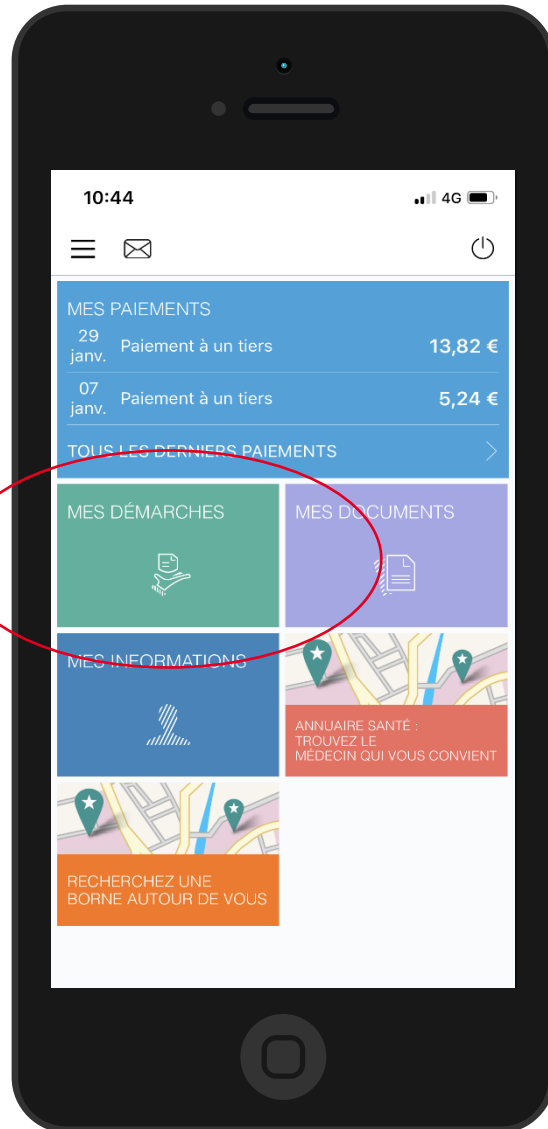 10:44
4G
MES PAIEMENTS
29
janv.
Paiement à un tiers
13,82 €
07
janv.
Paiement à un tiers
5,24 €
TOUS LES DERNIERS PAIEMENTS
MES DÉMARCHES
MES DOCUMENTS
MES INFORMATIONS
ANNUAIRE SANTÉ :
TROUVEZ LE
MÉDECIN QUI VOUS CONVIENT
RECHERCHEZ UNE
BORNE AUTOUR DE VOUS